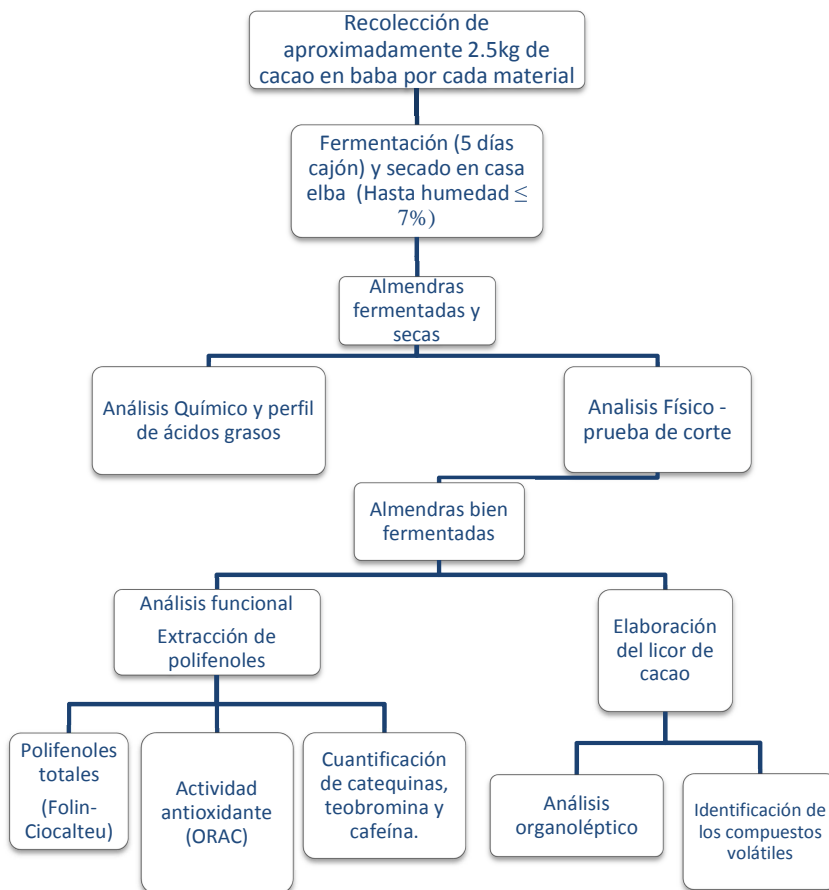 Recolección de
aproximadamente 2.5kg de
cacao en baba por cada material
Fermentación (5 días
cajón) y secado en casa
elba (Hasta humedad ≤
7%)
Almendras
fermentadas y
secas
Análisis Químico y perfil
de ácidos grasos
Analisis Físico -
prueba de corte
Almendras bien
fermentadas
Análisis funcional
Extracción de
polifenoles
Elaboración
del licor de
cacao
Polifenoles
totales
(Folin-
Ciocalteu)
Actividad
antioxidante
(ORAC)
Cuantificación
de catequinas,
teobromina y
cafeína.
Análisis
organoléptico
Identificación de
los compuestos
volátiles